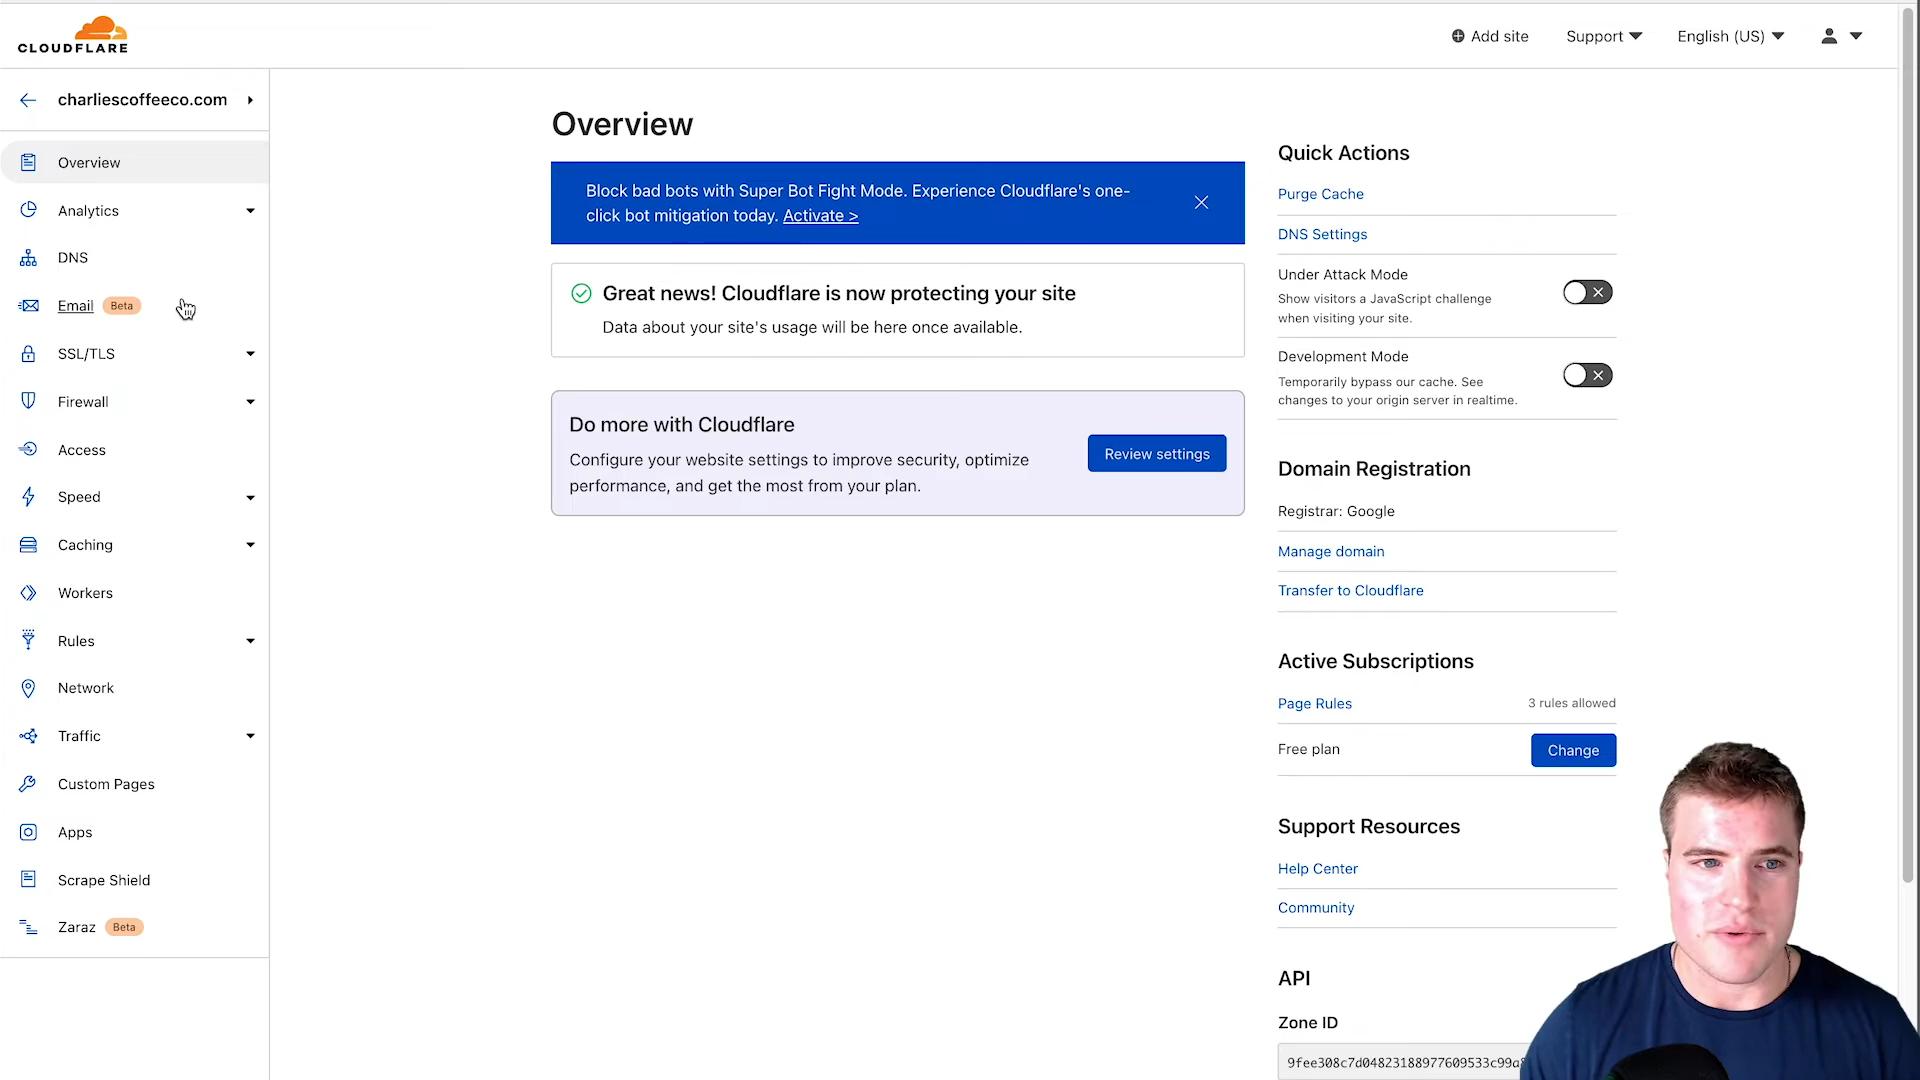 CLOUDFLARE
Add site
Support
English (US)
charliescoffeeco.com
Overview
Analytics
DNS
Email Beta
SSL/TLS
Firewall
Access
Speed
Caching
Workers
Rules
Network
Traffic
Custom Pages
Apps
Scrape Shield
Zaraz Beta
Overview
Block bad bots with Super Bot Fight Mode. Experience Cloudflare's one-
click bot mitigation today. Activate >
Great news! Cloudflare is now protecting your site
Data about your site's usage will be here once available.
Do more with Cloudflare
Configure your website settings to improve security, optimize
performance, and get the most from your plan.
Review settings
Quick Actions
Purge Cache
DNS Settings
Under Attack Mode
Show visitors a JavaScript challenge
when visiting your site.
Development Mode
Temporarily bypass our cache. See
changes to your origin server in realtime.
Domain Registration
Registrar: Google
Manage domain
Transfer to Cloudflare
Active Subscriptions
Page Rules 3 rules allowed
Free plan Change
Support Resources
Help Center
Community
API
Zone ID